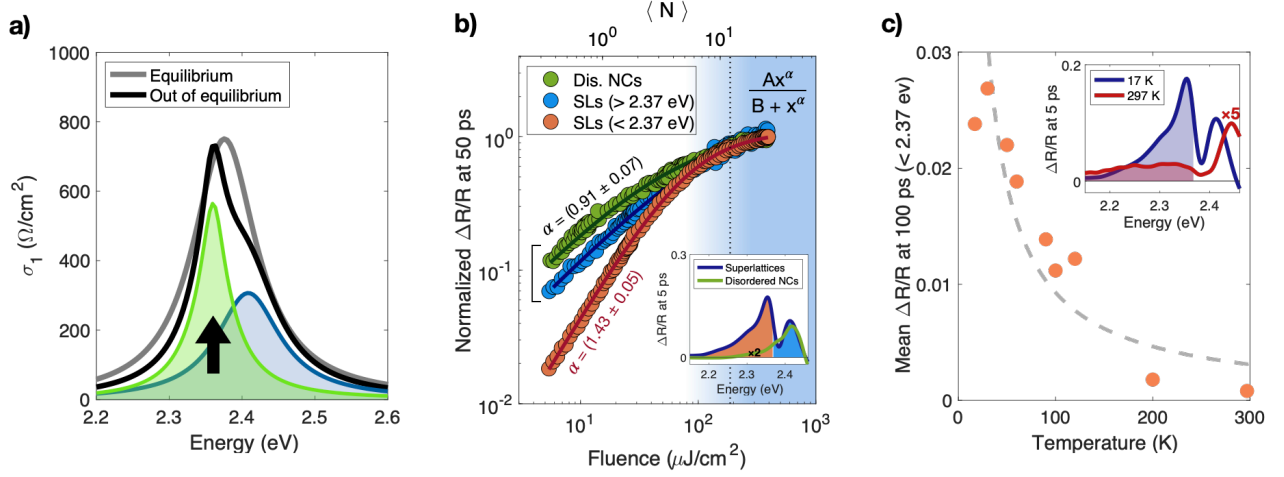 a)
1000
800
600
400
200
0
σ1 (Ω/cm²)
Equilibrium
Out of equilibrium
2.2 2.3 2.4 2.5 2.6
Energy (eV)
b)
⟨ N ⟩
10⁰ 10¹
Dis. NCs
SLs (> 2.37 eV)
SLs (< 2.37 eV)
Ax^α
B + x^α
10⁰
10⁻¹
10⁻²
Normalized ΔR/R at 50 ps
α = (0.91 ± 0.07)
α = (1.43 ± 0.05)
0.3
0
ΔR/R at 5 ps
Superlattices
Disordered NCs
×2
2.2 2.3 2.4
Energy (eV)
10¹ 10² 10³
Fluence (μJ/cm²)
c)
0.03
0.02
0.01
0
Mean ΔR/R at 100 ps (< 2.37 ev)
0.2
0
ΔR/R at 5 ps
17 K
297 K
×5
2.2 2.3 2.4
Energy (eV)
0 100 200 300
Temperature (K)